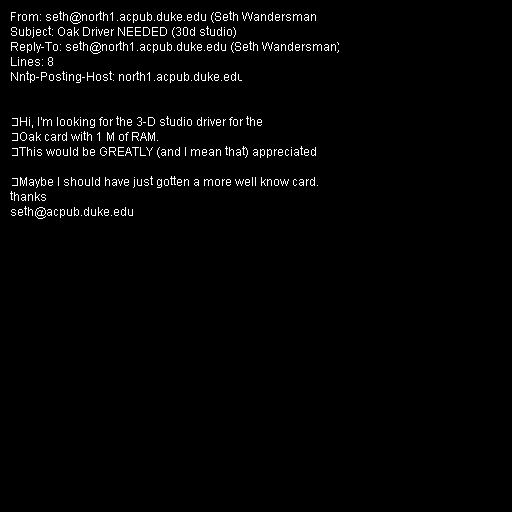 From: seth@north1.acpub.duke.edu (Seth Wandersman
Subject: Oak Driver NEEDED (30d studio)
Reply-To: seth@north1.acpub.duke.edu (Seth Wandersman)
Lines: 8
Nntp-Posting-Host: north1.acpub.duke.edu
Hi, I'm looking for the 3-D studio driver for the
Oak card with 1 M of RAM.
This would be GREATLY (and I mean that) appreciated
Maybe I should have just gotten a more well know card.
thanks
seth@acpub.duke.edu